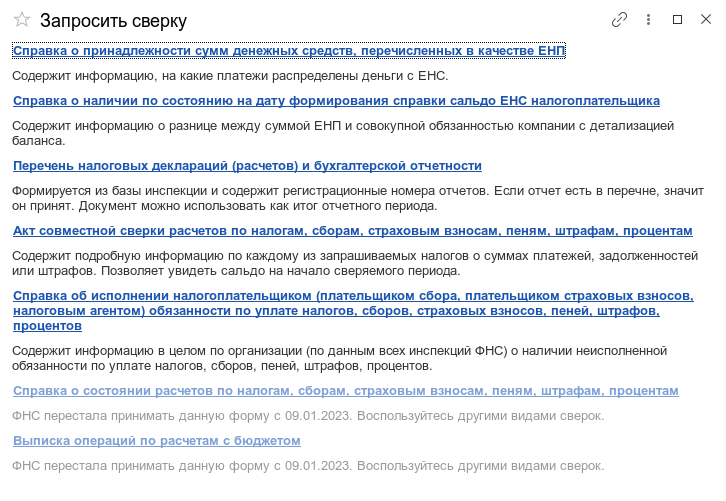 Запросить сверку
Справка о принадлежности сумм денежных средств, перечисленных в качестве ЕНП
Содержит информацию, на какие платежи распределены деньги с ЕНС.
Справка о наличии по состоянию на дату формирования справки сальдо ЕНС налогоплательщика
Содержит информацию о разнице между суммой ЕНП и совокупной обязанностью компании с детализацией
баланса.
Перечень налоговых деклараций (расчетов) и бухгалтерской отчетности
Формируется из базы инспекции и содержит регистрационные номера отчетов. Если отчет есть в перечне, значит
он принят. Документ можно использовать как итог отчетного периода.
Акт совместной сверки расчетов по налогам, сборам, страховым взносам, пеням, штрафам, процентам
Содержит подробную информацию по каждому из запрашиваемых налогов о суммах платежей, задолженностей
или штрафов. Позволяет увидеть сальдо на начало сверяемого периода.
Справка об исполнении налогоплательщиком (плательщиком сбора, плательщиком страховых взносов,
налоговым агентом) обязанности по уплате налогов, сборов, страховых взносов, пеней, штрафов,
процентов
Содержит информацию в целом по организации (по данным всех инспекций ФНС) о наличии неисполненной
обязанности по уплате налогов, сборов, пеней, штрафов, процентов.
Справка о состоянии расчетов по налогам, сборам, страховым взносам, пеням, штрафам, процентам
ФНС перестала принимать данную форму с 09.01.2023. Воспользуйтесь другими видами сверок.
Выписка операций по расчетам с бюджетом
ФНС перестала принимать данную форму с 09.01.2023. Воспользуйтесь другими видами сверок.